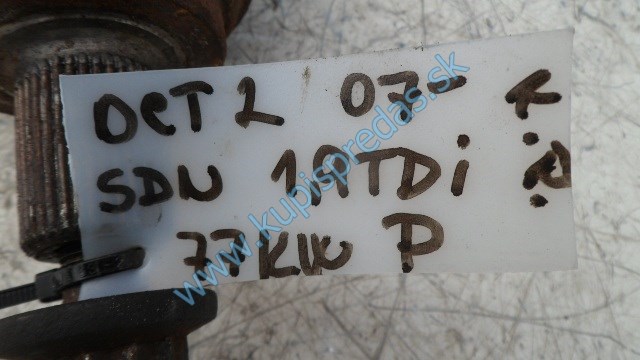 OCT 2 07-
SDN 1,9TDi
77KW P
www.kupispredas.sk